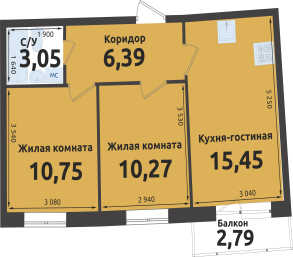 1 900
С/У
3,05
1 640
МС
Коридор
6,39
5 250
3 540
Жилая комната
10,75
3 080
3 530
Жилая комната
10,27
2 940
Кухня-гостиная
15,45
3 040
Балкон
2,79